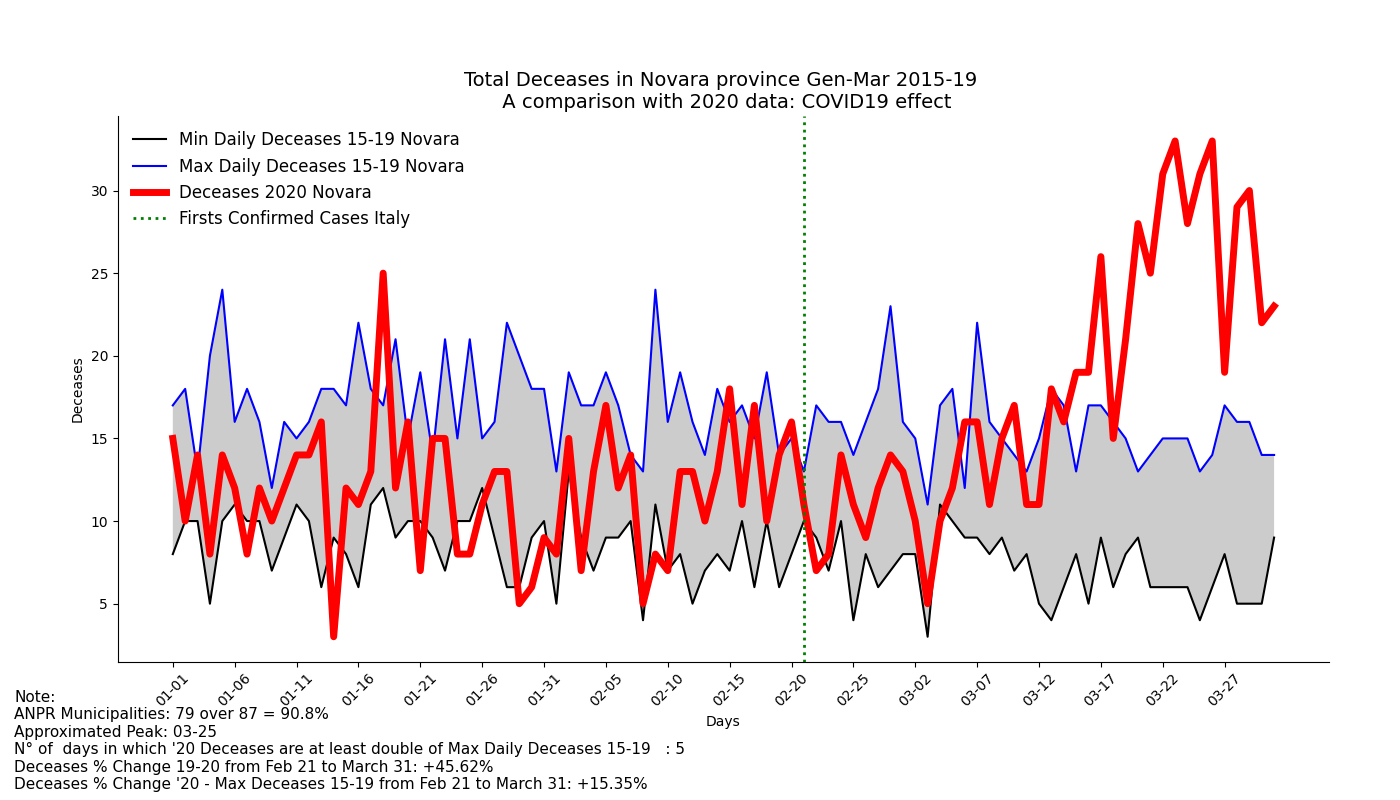 Total Deceases in Novara province Gen-Mar 2015-19
A comparison with 2020 data: COVID19 effect
Min Daily Deceases 15-19 Novara
Max Daily Deceases 15-19 Novara
Deceases 2020 Novara
Firsts Confirmed Cases Italy
Deceases
30
25
20
15
10
5
01-01
01-06
01-11
01-16
01-21
01-26
01-31
02-05
02-10
02-15
02-20
02-25
03-02
03-07
03-12
03-17
03-22
03-27
Days
Note:
ANPR Municipalities: 79 over 87 = 90.8%
Approximated Peak: 03-25
N° of  days in which '20 Deceases are at least double of Max Daily Deceases 15-19   : 5
Deceases % Change 19-20 from Feb 21 to March 31: +45.62%
Deceases % Change '20 - Max Deceases 15-19 from Feb 21 to March 31: +15.35%